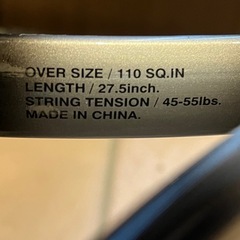 OVER SIZE / 110 SQ.IN
LENGTH / 27.5inch.
STRING TENSION / 45-55lbs.
MADE IN CHINA.